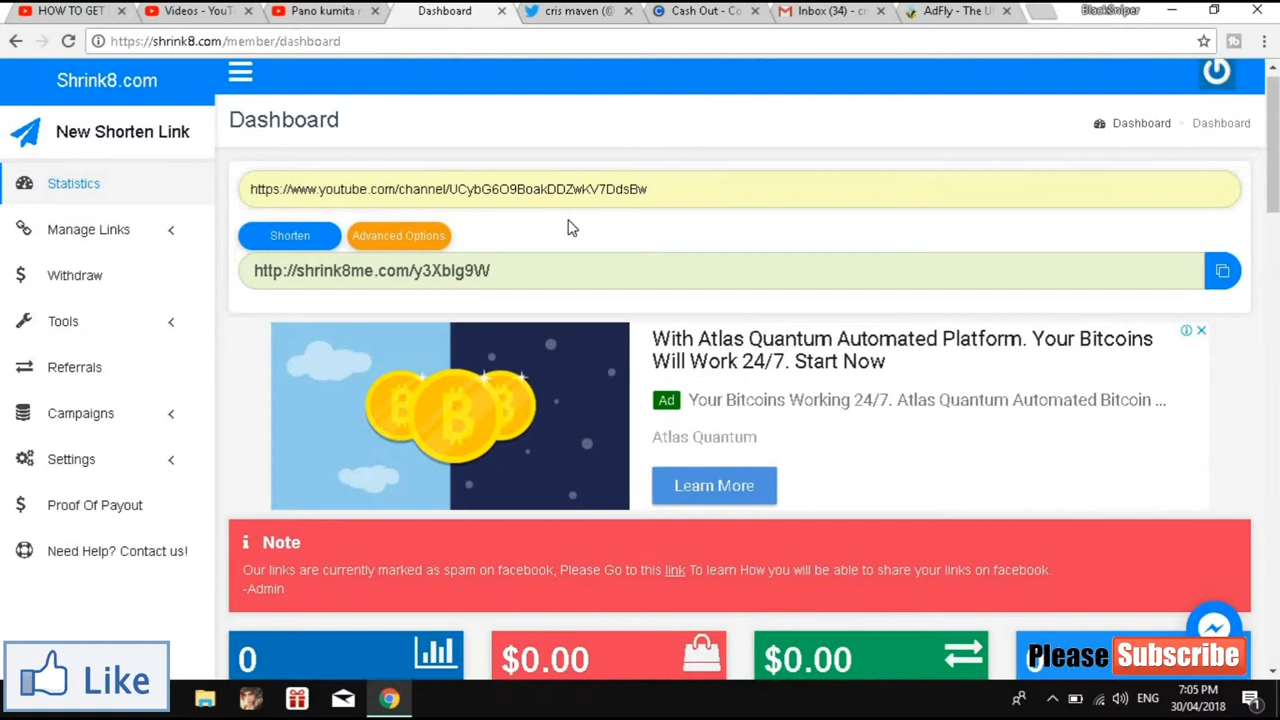 HOW TO GET
Videos - YouT
Pano kumita n
Dashboard
cris maven (@
Cash Out - Co
Inbox (34) - cr
AdFly - The U
BlackSniper
https://shrink8.com/member/dashboard
Shrink8.com
New Shorten Link
Dashboard
Dashboard > Dashboard
Statistics
https://www.youtube.com/channel/UCybG6O9BoakDDZwKV7DdsBw
Manage Links
Shorten
Advanced Options
http://shrink8me.com/y3XbIg9W
Withdraw
Tools
Referrals
Campaigns
Settings
Proof Of Payout
Need Help? Contact us!
With Atlas Quantum Automated Platform. Your Bitcoins
Will Work 24/7. Start Now
Ad Your Bitcoins Working 24/7. Atlas Quantum Automated Bitcoin ...
Atlas Quantum
Learn More
Note
Our links are currently marked as spam on facebook, Please Go to this link To learn How you will be able to share your links on facebook.
-Admin
0
$0.00
$0.00
Please Subscribe
Like
ENG
7:05 PM
30/04/2018
1